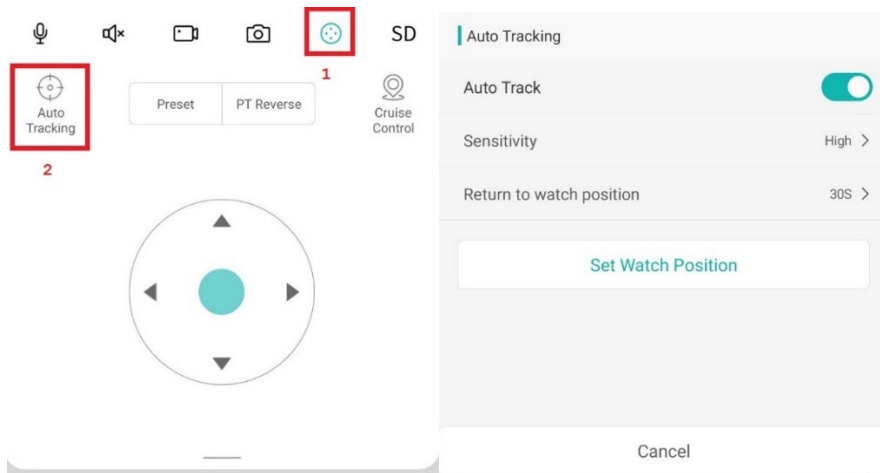 SD
1
Auto
Tracking
Preset
PT Reverse
Cruise
Control
2
Auto Tracking
Auto Track
Sensitivity
High
Return to watch position
30S
Set Watch Position
Cancel